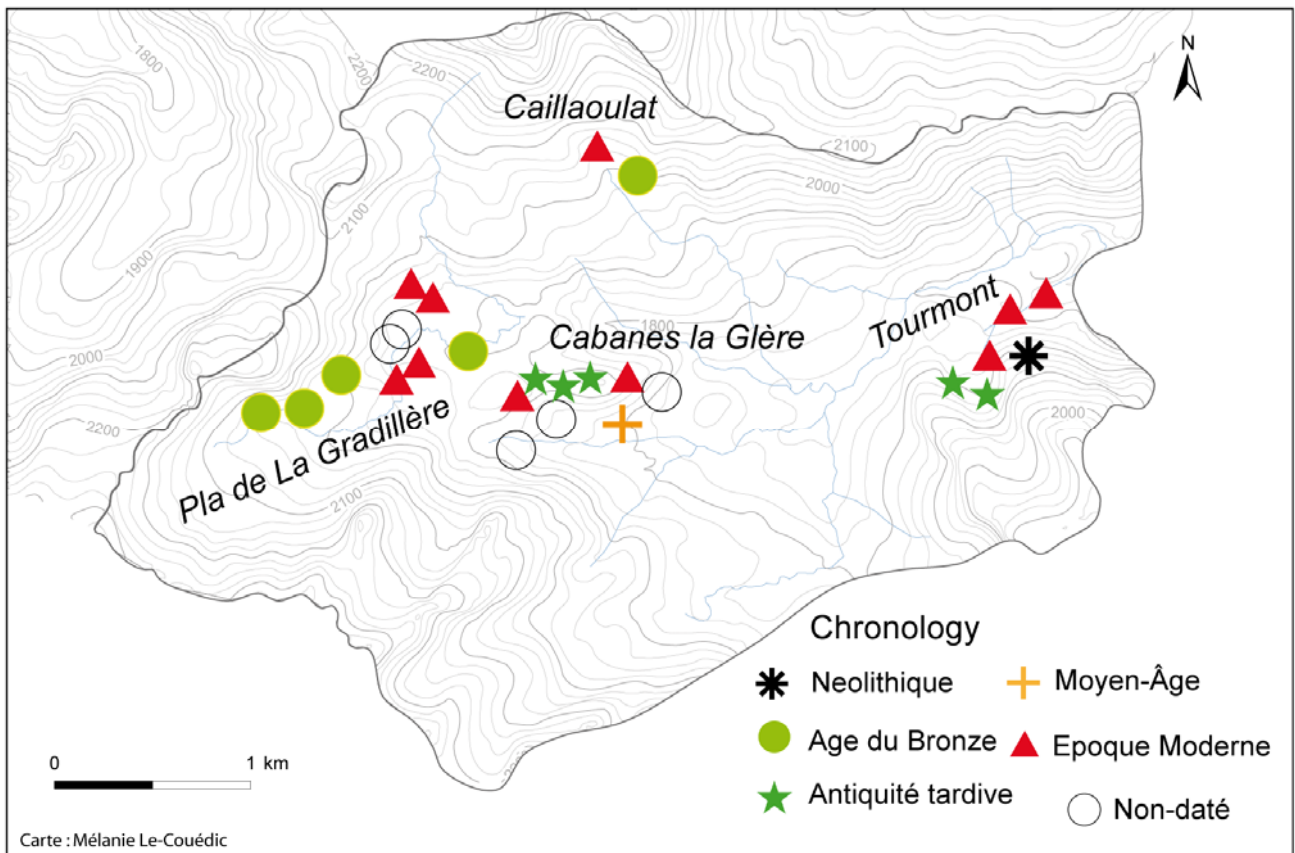 N
2200
1800
2200
2200
Caillaoulat
2100
2000
2100
1900
Tourmont
1800
Cabanes la Glère
2000
2000
2200
Pla de La Gradillère
2100
Chronology
Neolithique
Moyen-Âge
Age du Bronze
Epoque Moderne
Antiquité tardive
Non-daté
0
1 km
Carte : Mélanie Le-Couédic